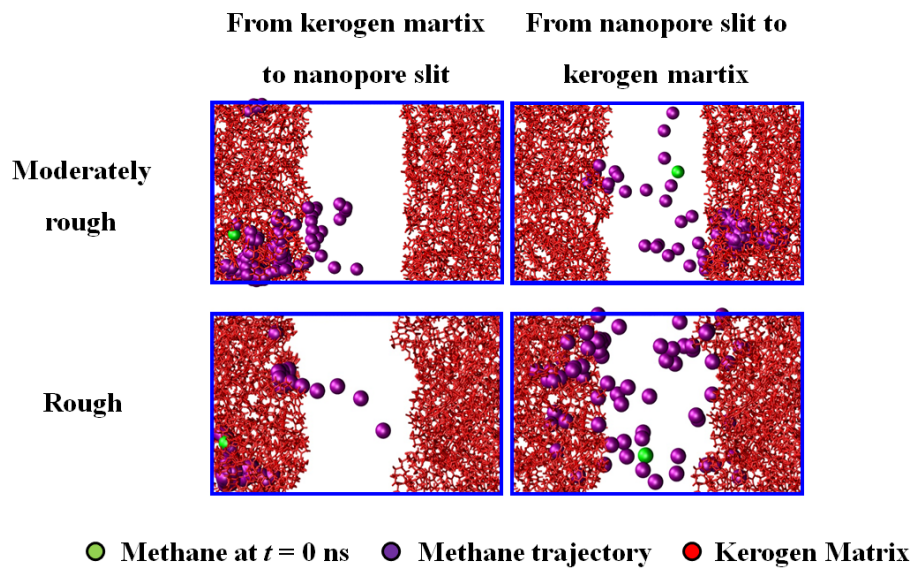 From kerogen martix
to nanopore slit
From nanopore slit to
kerogen martix
Moderately
rough
Rough
Methane at t = 0 ns
Methane trajectory
Kerogen Matrix